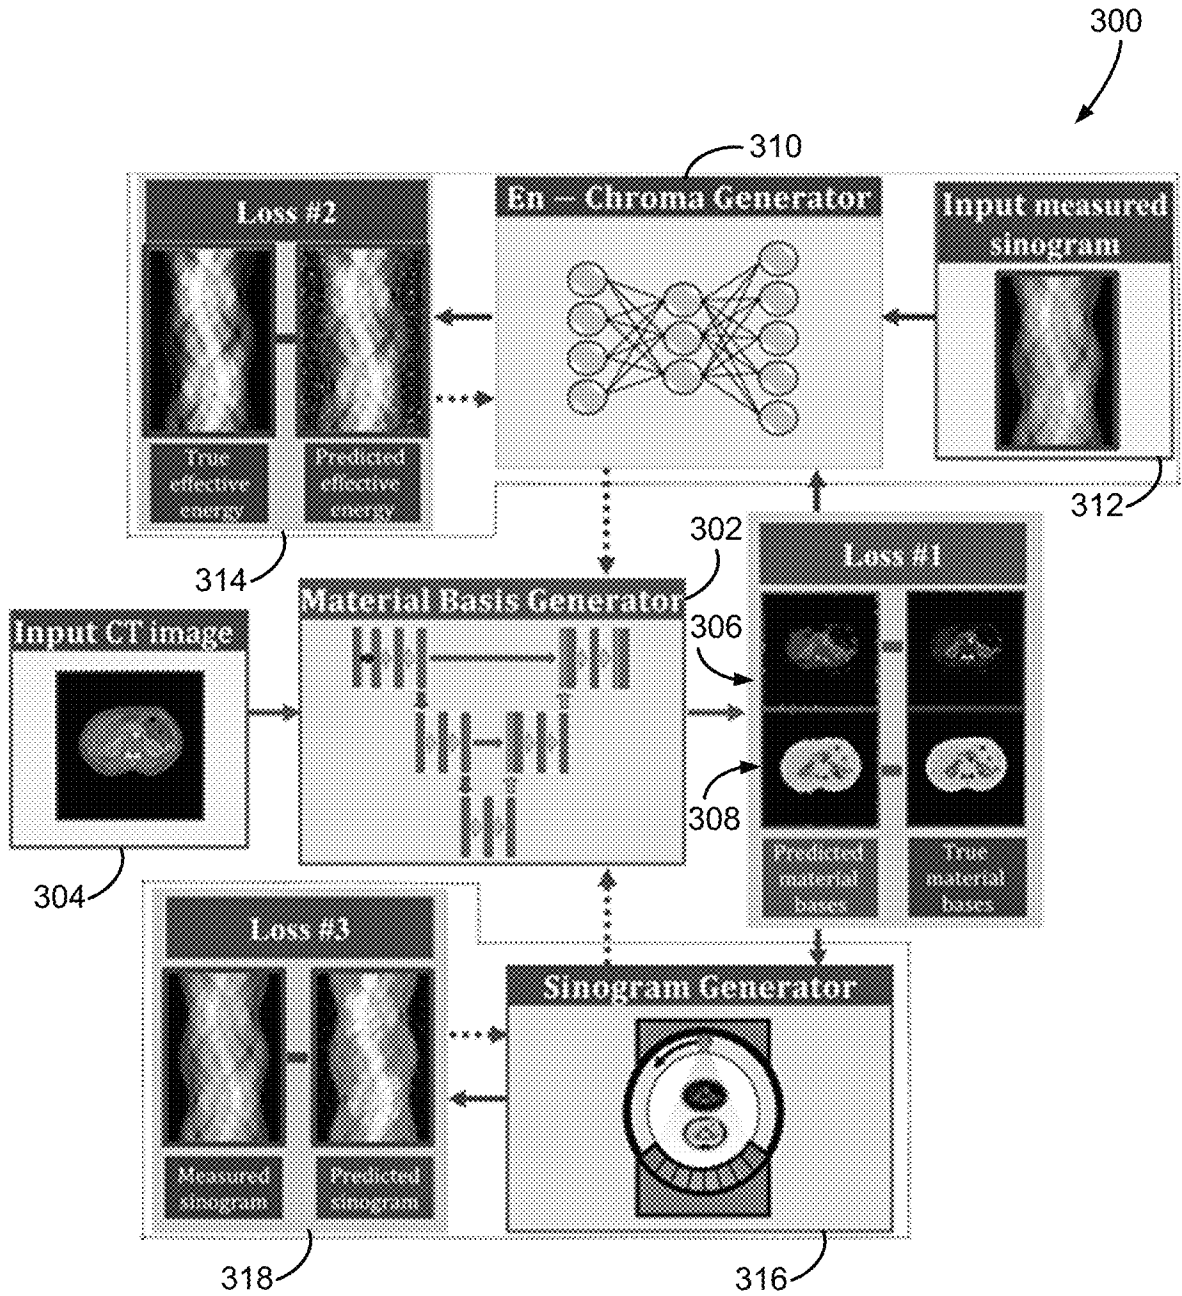 300
310
Loss #2
En – Chroma Generator
Input measured
sinogram
True
effective
energy
Predicted
effective
energy
312
314
302
Loss #1
Material Basis Generator
Input CT image
306
308
Predicted
material
bases
True
material
bases
304
Loss #3
Sinogram Generator
Measured
sinogram
Predicted
sinogram
318
316